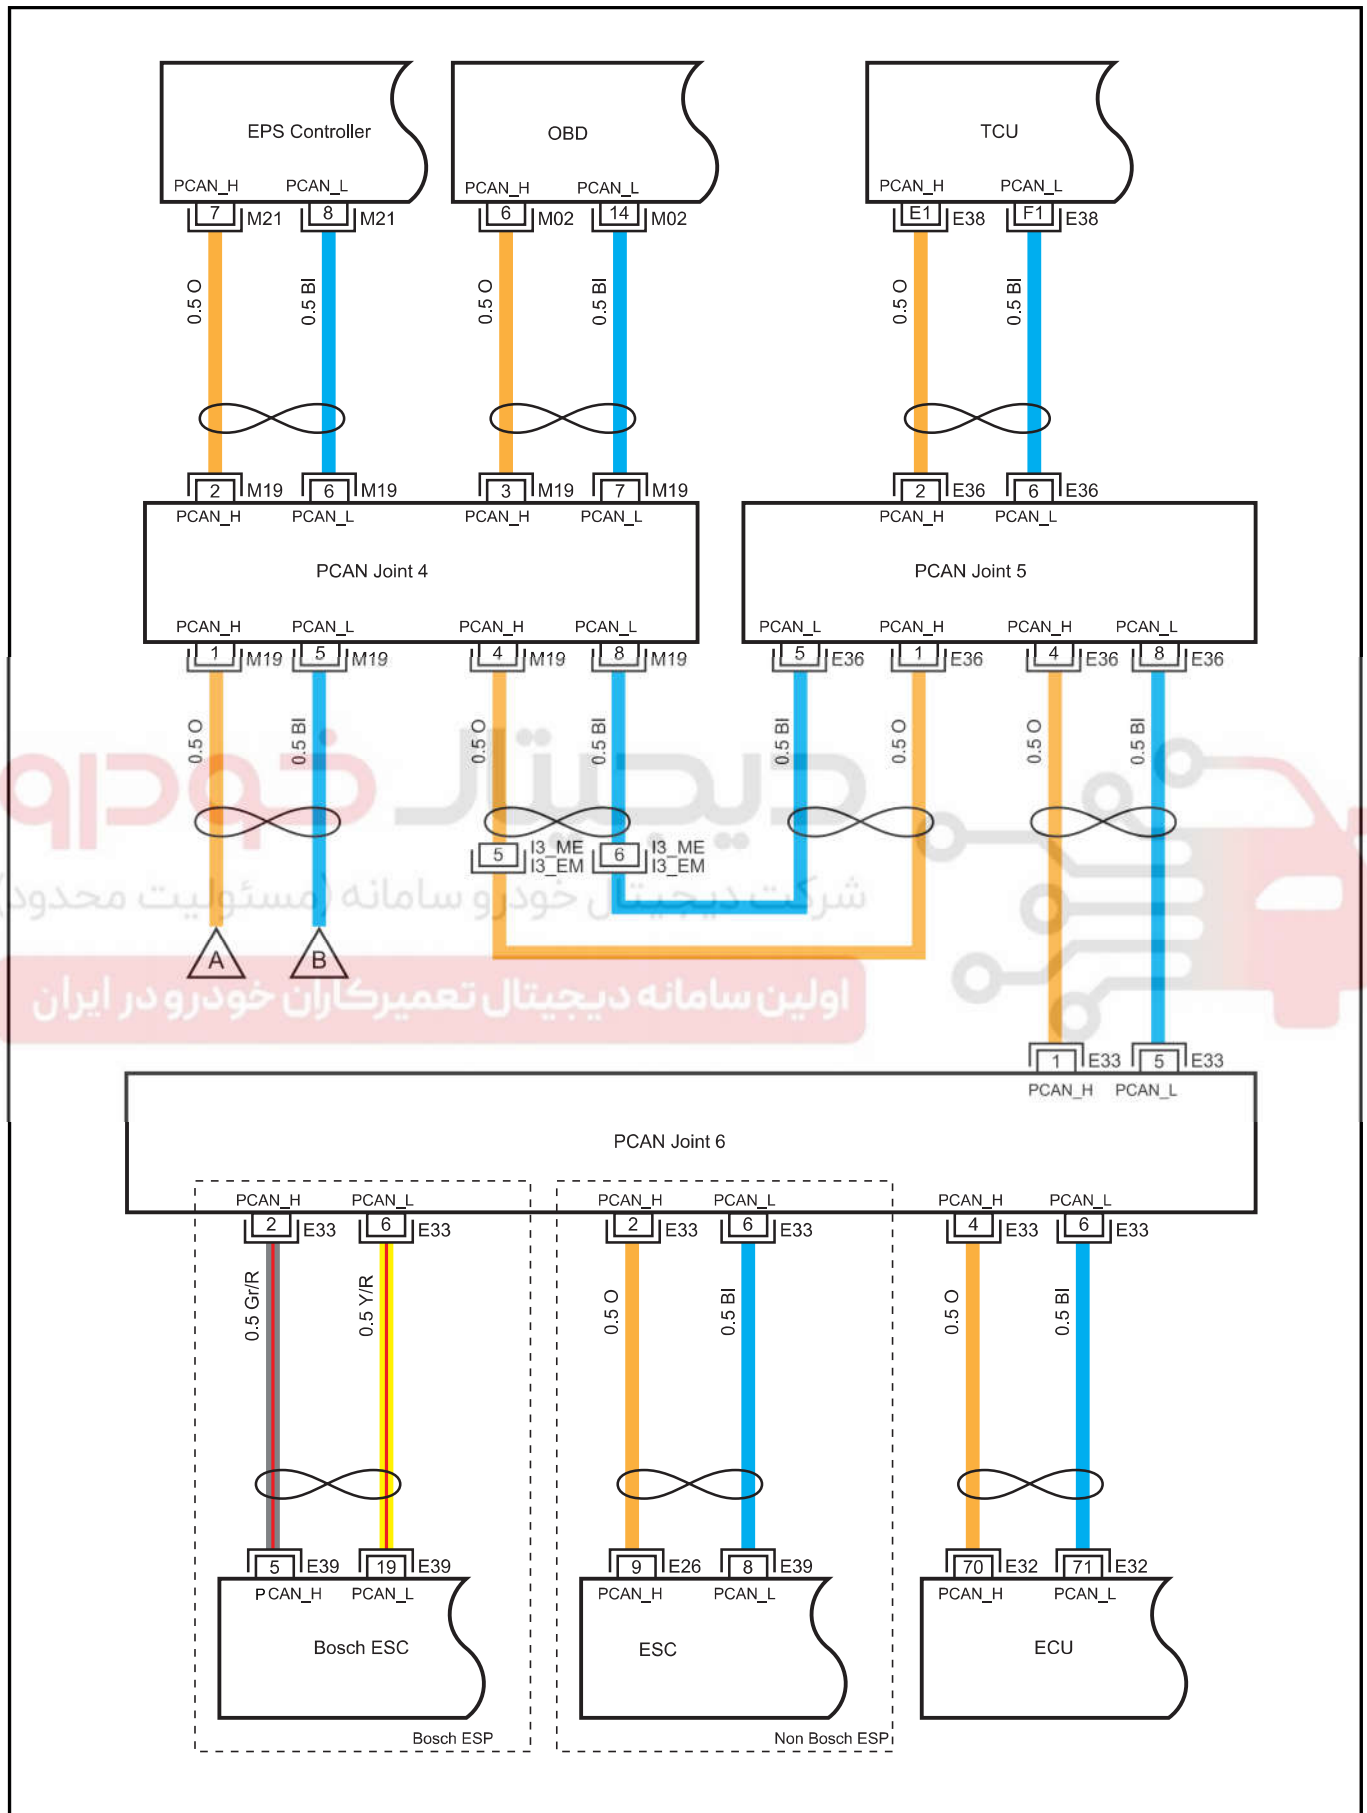 EPS Controller
OBD
TCU
PCAN_H PCAN_L PCAN_H PCAN_L PCAN_H PCAN_L
7 M21 8 M21 6 M02 14 M02 E1 E38 F1 E38
0.5 O 0.5 Bl 0.5 O 0.5 Bl 0.5 O 0.5 Bl
2 M19 6 M19 3 M19 7 M19 2 E36 6 E36
PCAN_H PCAN_L PCAN_H PCAN_L PCAN_H PCAN_L
PCAN Joint 4 PCAN Joint 5
PCAN_H PCAN_L PCAN_H PCAN_L PCAN_L PCAN_H PCAN_H PCAN_L
1 M19 5 M19 4 M19 8 M19 5 E36 1 E36 4 E36 8 E36
0.5 O 0.5 Bl 0.5 O 0.5 Bl 0.5 Bl 0.5 O 0.5 O 0.5 Bl
دیجیتال خودرو
5 I3_ME 6 I3_ME
I3_EM I3_EM
شرکت دیجیتال خودرو سامانه (مسئولیت محدود)
A B
اولین سامانه دیجیتال تعمیرکاران خودرو در ایران
1 E33 5 E33
PCAN_H PCAN_L
PCAN Joint 6
PCAN_H PCAN_L PCAN_H PCAN_L PCAN_H PCAN_L
2 E33 6 E33 2 E33 6 E33 4 E33 6 E33
0.5 Gr/R 0.5 Y/R 0.5 O 0.5 Bl 0.5 O 0.5 Bl
5 E39 19 E39 9 E26 8 E39 70 E32 71 E32
PCAN_H PCAN_L PCAN_H PCAN_L PCAN_H PCAN_L
Bosch ESC ESC ECU
Bosch ESP Non Bosch ESP